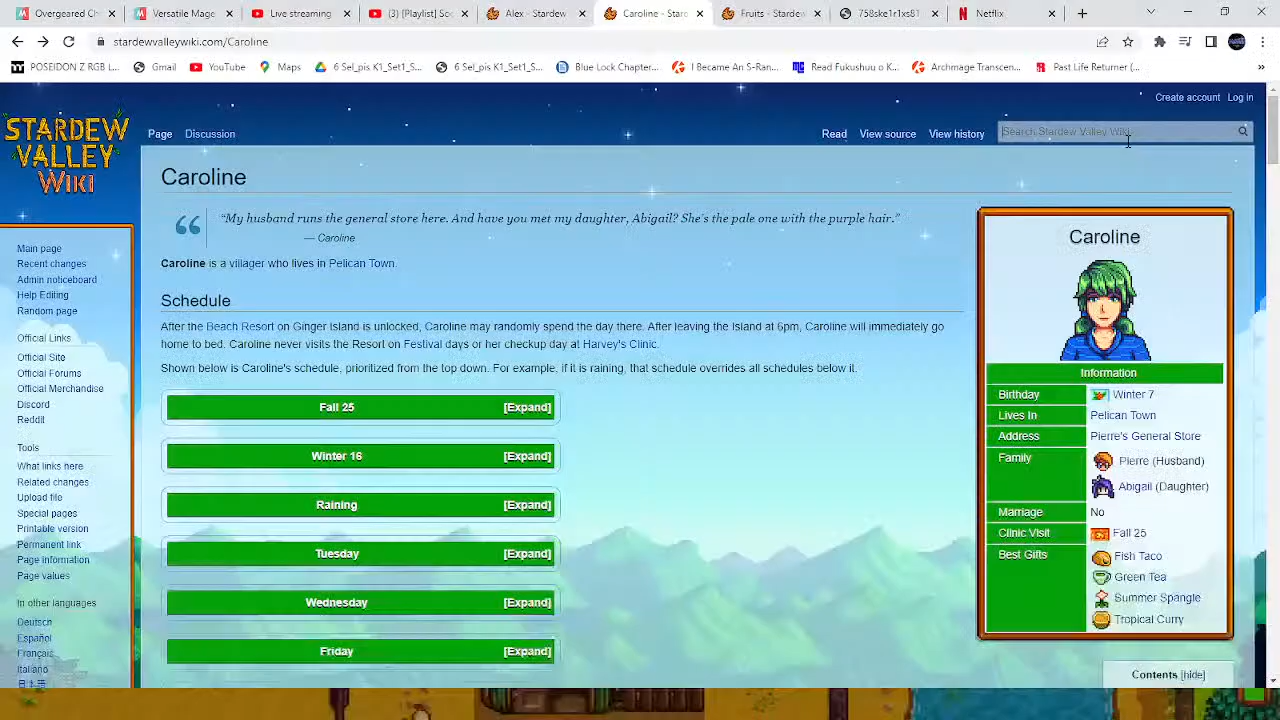 Overgered C
Versatile Mag
Live streaming
(3) [Playlist] So
Alex - Stardew
Caroline - Star
Fruits - Stardew
758ske1r1xs81
Netflix
stardewvalleywiki.com/Caroline
POSEIDON Z RGB L...
Gmail
YouTube
Maps
6 Sel_pis K1_Set1_S...
6 Sel_pis K1_Set1_S...
Blue Lock,Chapter...
I Became An S-Ran...
Read Fukushuu o K...
Archmage Transcen...
Past Life Returner (...
»
Create account Log in
STARDEW
VALLEY
Wiki
Page Discussion
Read View source View history
Search Stardew Valley Wiki
Caroline
“My husband runs the general store here. And have you met my daughter, Abigail? She's the pale one with the purple hair.”
— Caroline
Caroline is a villager who lives in Pelican Town.
Schedule
After the Beach Resort on Ginger Island is unlocked, Caroline may randomly spend the day there. After leaving the Island at 6pm, Caroline will immediately go
home to bed. Caroline never visits the Resort on Festival days or her checkup day at Harvey's Clinic.
Shown below is Caroline's schedule, prioritized from the top down. For example, if it is raining, that schedule overrides all schedules below it.
Fall 25 [Expand]
Winter 16 [Expand]
Raining [Expand]
Tuesday [Expand]
Wednesday [Expand]
Friday [Expand]
Main page
Recent changes
Admin noticeboard
Help Editing
Random page
Official Links
Official Site
Official Forums
Official Merchandise
Discord
Reddit
Tools
What links here
Related changes
Upload file
Special pages
Printable version
Permanent link
Page information
Page values
In other languages
Deutsch
Español
Français
Italiano
日本語
Caroline
Information
Birthday Winter 7
Lives In Pelican Town
Address Pierre's General Store
Family Pierre (Husband)
Abigail (Daughter)
Marriage No
Clinic Visit Fall 25
Best Gifts Fish Taco
Green Tea
Summer Spangle
Tropical Curry
Contents [hide]